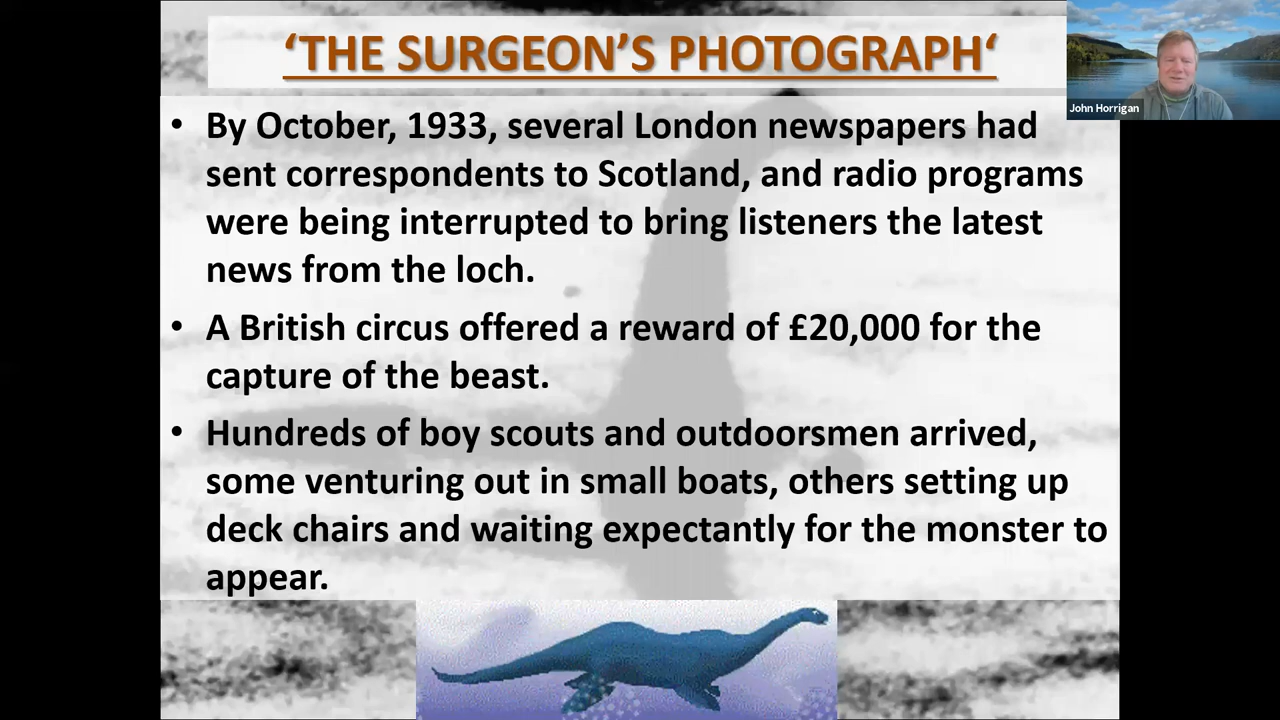 ‘THE SURGEON’S PHOTOGRAPH‘
John Horrigan
• By October, 1933, several London newspapers had
sent correspondents to Scotland, and radio programs
were being interrupted to bring listeners the latest
news from the loch.
• A British circus offered a reward of £20,000 for the
capture of the beast.
• Hundreds of boy scouts and outdoorsmen arrived,
some venturing out in small boats, others setting up
deck chairs and waiting expectantly for the monster to
appear.